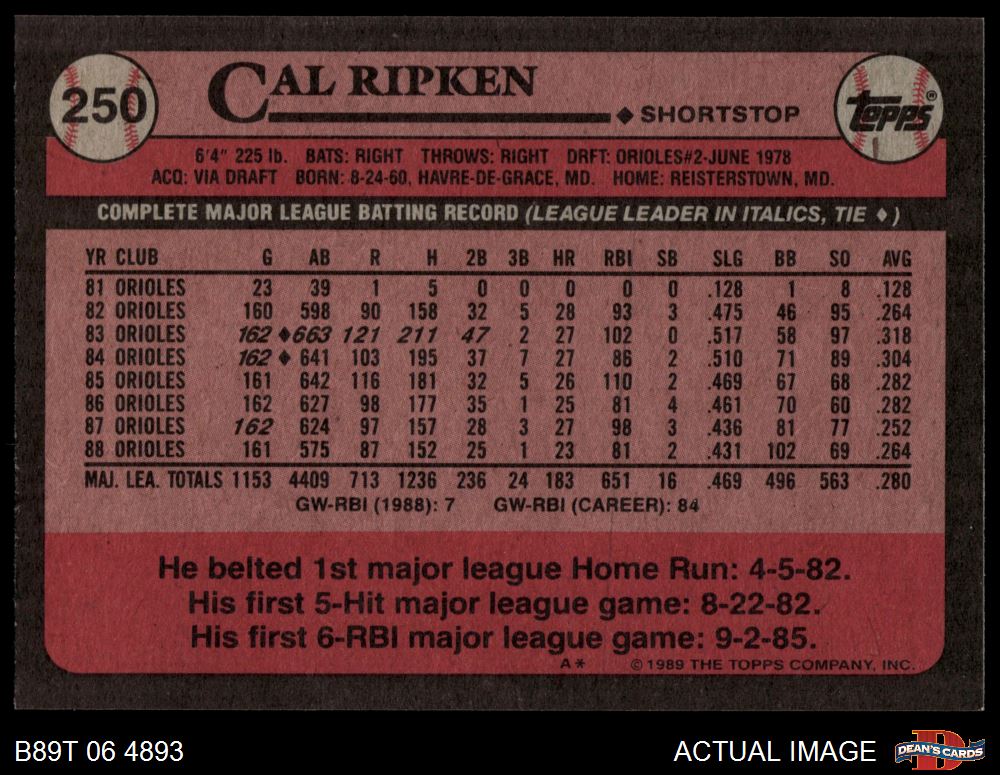 250
CAL RIPKEN
◆ SHORTSTOP
TOPPS®
6'4" 225 lb. BATS: RIGHT THROWS: RIGHT DRFT: ORIOLES#2-JUNE 1978
ACQ: VIA DRAFT BORN: 8-24-60, HAVRE-DE-GRACE, MD. HOME: REISTERSTOWN, MD.
COMPLETE MAJOR LEAGUE BATTING RECORD (LEAGUE LEADER IN ITALICS, TIE ♦)
YR CLUB G AB R H 2B 3B HR RBI SB SLG BB SO AVG
81 ORIOLES 23 39 1 5 0 0 0 0 0 .128 1 8 .128
82 ORIOLES 160 598 90 158 32 5 28 93 3 .475 46 95 .264
83 ORIOLES 162 ♦663 121 211 47 2 27 102 0 .517 58 97 .318
84 ORIOLES 162 ♦ 641 103 195 37 7 27 86 2 .510 71 89 .304
85 ORIOLES 161 642 116 181 32 5 26 110 2 .469 67 68 .282
86 ORIOLES 162 627 98 177 35 1 25 81 4 .461 70 60 .282
87 ORIOLES 162 624 97 157 28 3 27 98 3 .436 81 77 .252
88 ORIOLES 161 575 87 152 25 1 23 81 2 .431 102 69 .264
MAJ. LEA. TOTALS 1153 4409 713 1236 236 24 183 651 16 .469 496 563 .280
GW-RBI (1988): 7 GW-RBI (CAREER): 84
He belted 1st major league Home Run: 4-5-82.
His first 5-Hit major league game: 8-22-82.
His first 6-RBI major league game: 9-2-85.
A* © 1989 THE TOPPS COMPANY, INC.
B89T 06 4893
ACTUAL IMAGE
DEAN'S CARDS